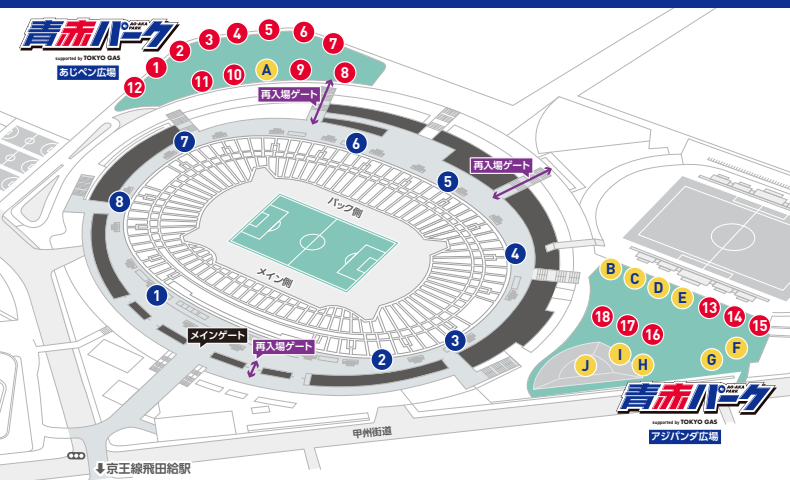 青赤パーク
AO-AKA PARK
supported by TOKYO GAS
あじペン広場
12
1
2
3
4
5
6
7
11
10
A
9
8
再入場ゲート
7
6
再入場ゲート
5
8
バック側
4
メイン側
1
B
C
D
E
13
14
15
18
17
16
メインゲート
再入場ゲート
3
2
F
G
I
H
J
青赤パーク
AO-AKA PARK
supported by TOKYO GAS
アジパンダ広場
甲州街道
↓京王線飛田給駅